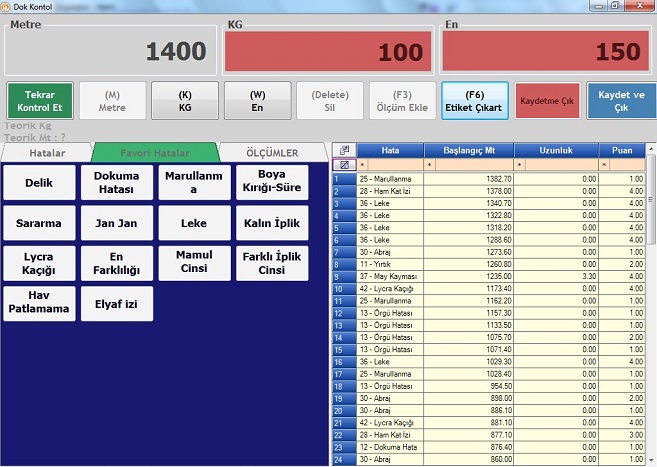 Dok Kontol
Metre
1400
KG
100
En
150
Tekrar
Kontrol Et
(M)
Metre
(K)
KG
(W)
En
(Delete)
Sil
(F3)
Ölçüm Ekle
(F6)
Etiket Çıkart
Kaydetme Çık
Kaydet ve
Çık
Teorik Kg
Teorik Mt : ?
Hatalar
Favori Hatalar
ÖLÇÜMLER
Delik
Dokuma
Hatası
Marullanm
a
Boya
Kırığı-Süre
Sararma
Jan Jan
Leke
Kalın İplik
Lycra
Kaçığı
En
Farklılığı
Mamul
Cinsi
Farklı İplik
Cinsi
Hav
Patlamama
Elyaf izi
Hata Başlangıç Mt Uzunluk Puan
* * * *
1 25 - Marullanma 1382.70 0.00 1.00
2 28 - Ham Kat İzi 1378.00 0.00 4.00
3 36 - Leke 1340.70 0.00 4.00
4 36 - Leke 1322.80 0.00 4.00
5 36 - Leke 1318.20 0.00 4.00
6 36 - Leke 1288.60 0.00 4.00
7 30 - Abraj 1273.60 0.00 1.00
8 11 - Yırtık 1260.80 0.00 2.00
9 37 - May Kayması 1235.00 3.30 4.00
10 42 - Lycra Kaçığı 1173.40 0.00 4.00
11 25 - Marullanma 1162.20 0.00 1.00
12 13 - Örgü Hatası 1157.30 0.00 1.00
13 13 - Örgü Hatası 1133.50 0.00 1.00
14 13 - Örgü Hatası 1075.70 0.00 2.00
15 13 - Örgü Hatası 1071.40 0.00 1.00
16 36 - Leke 1029.30 0.00 4.00
17 25 - Marullanma 1028.40 0.00 1.00
18 13 - Örgü Hatası 954.50 0.00 1.00
19 30 - Abraj 898.00 0.00 2.00
20 30 - Abraj 886.10 0.00 1.00
21 42 - Lycra Kaçığı 881.10 0.00 4.00
22 28 - Ham Kat İzi 877.10 0.00 3.00
23 12 - Dokuma Hata 876.40 0.00 1.00
24 30 - Abraj 860.00 0.00 1.00